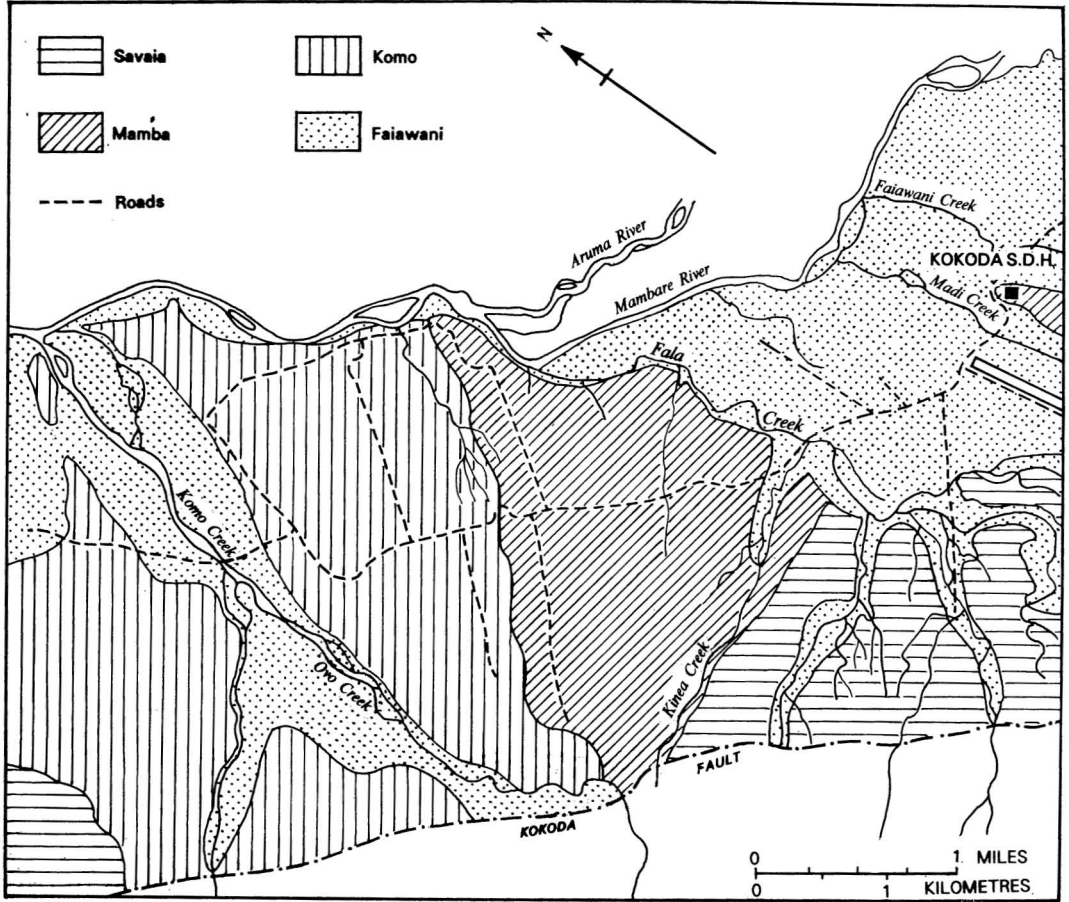 Savaia
Komo
Mamba
Faiawani
Roads
N
Aruma River
Mambare River
Faiawani Creek
KOKODA S.D.H.
Madi Creek
Fala
Creek
Komo Creek
Oro Creek
Kinea Creek
FAULT
KOKODA
0 1 MILES
0 1 KILOMETRES